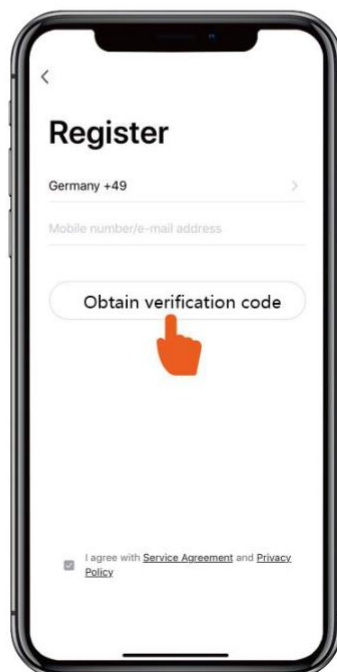 Register
Germany +49
Mobile number/e-mail address
Obtain verification code
I agree with Service Agreement and Privacy
Policy